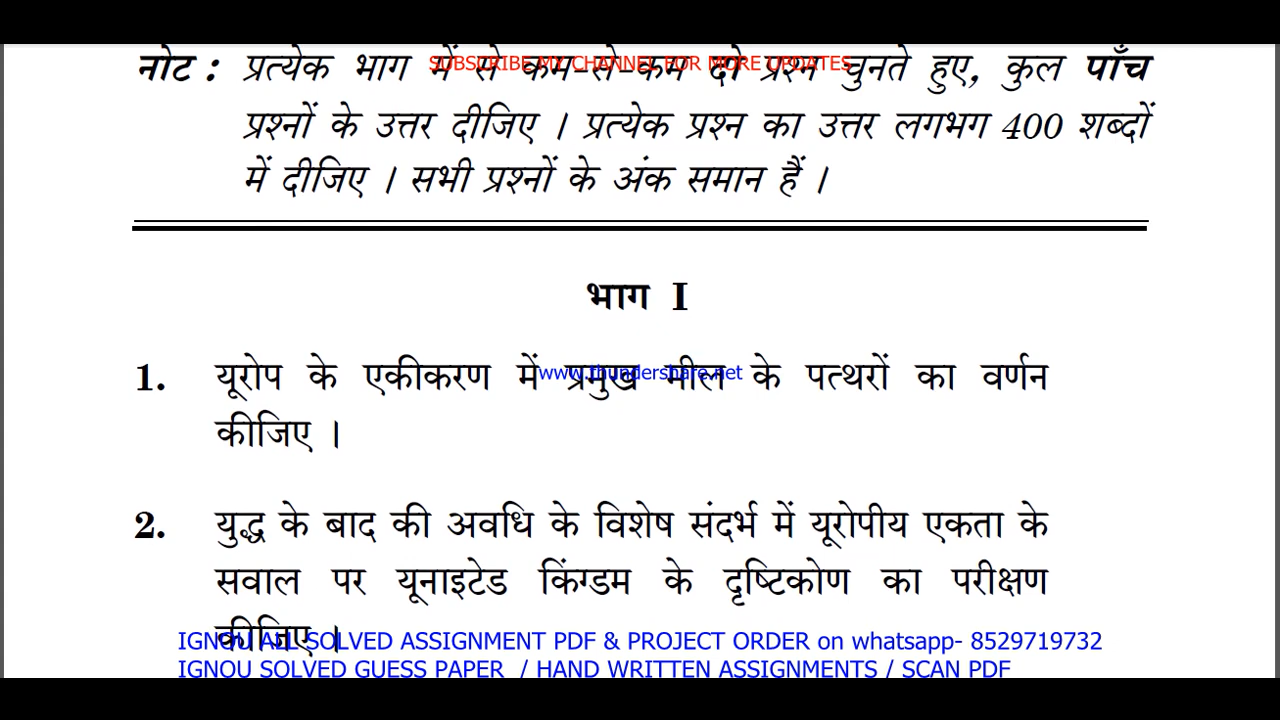 नोट : प्रत्येक भाग में से कम-से-कम दो प्रश्न चुनते हुए, कुल पाँच
SUBSCRIBE MY CHANNEL FOR MORE UPDATES
प्रश्नों के उत्तर दीजिए । प्रत्येक प्रश्न का उत्तर लगभग 400 शब्दों
में दीजिए । सभी प्रश्नों के अंक समान हैं ।
भाग I
1. यूरोप के एकीकरण में प्रमुख मील के पत्थरों का वर्णन
www.thundershare.net
कीजिए ।
2. युद्ध के बाद की अवधि के विशेष संदर्भ में यूरोपीय एकता के
सवाल पर यूनाइटेड किंग्डम के दृष्टिकोण का परीक्षण
कीजिए ।
IGNOU ALL SOLVED ASSIGNMENT PDF & PROJECT ORDER on whatsapp- 8529719732
IGNOU SOLVED GUESS PAPER / HAND WRITTEN ASSIGNMENTS / SCAN PDF